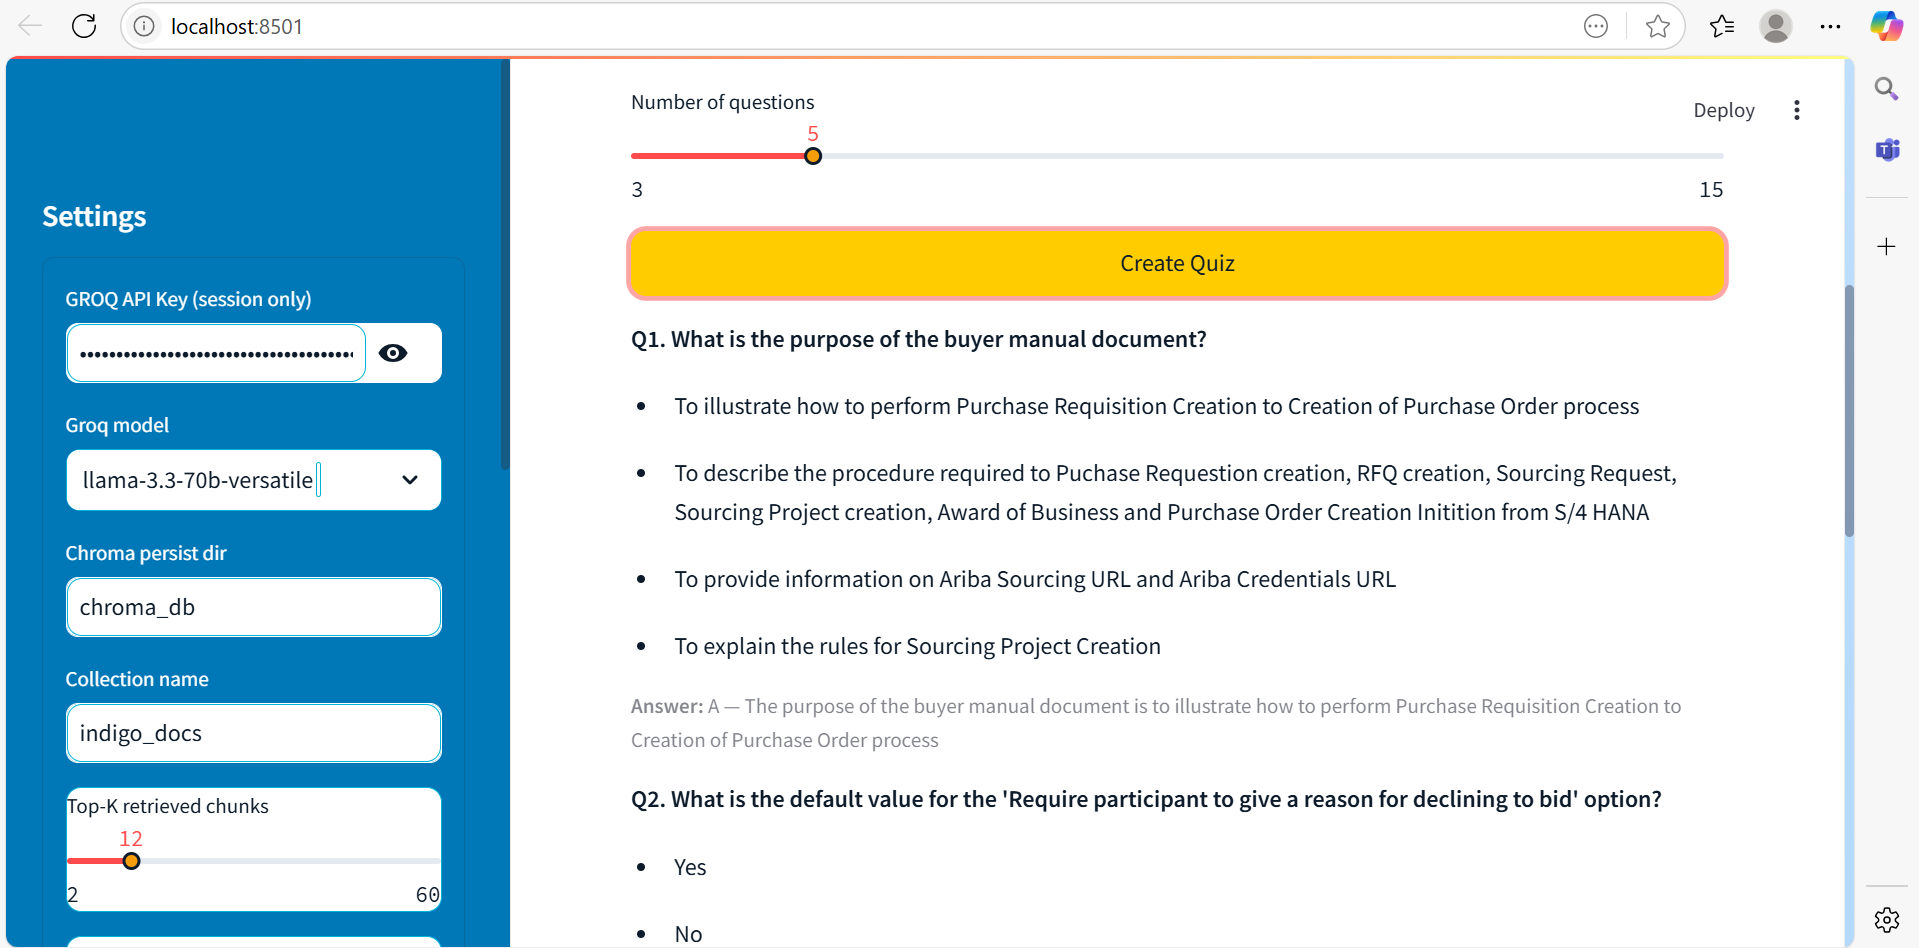 localhost:8501
Settings
GROQ API Key (session only)
••••••••••••••••••••••••••••••••••••••
Groq model
llama-3.3-70b-versatile
Chroma persist dir
chroma_db
Collection name
indigo_docs
Top-K retrieved chunks
12
2
60
Number of questions
Deploy
5
3
15
Create Quiz
Q1. What is the purpose of the buyer manual document?
• To illustrate how to perform Purchase Requisition Creation to Creation of Purchase Order process
• To describe the procedure required to Puchase Requestion creation, RFQ creation, Sourcing Request,
Sourcing Project creation, Award of Business and Purchase Order Creation Initition from S/4 HANA
• To provide information on Ariba Sourcing URL and Ariba Credentials URL
• To explain the rules for Sourcing Project Creation
Answer: A — The purpose of the buyer manual document is to illustrate how to perform Purchase Requisition Creation to
Creation of Purchase Order process
Q2. What is the default value for the 'Require participant to give a reason for declining to bid' option?
• Yes
• No